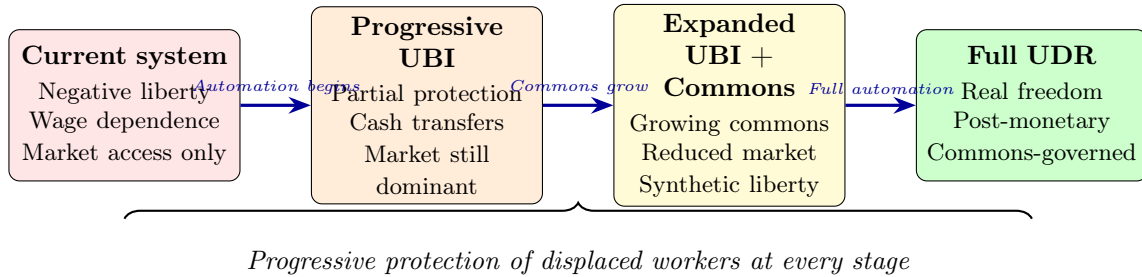 Current system
Negative liberty
Wage dependence
Market access only
Automation begins
Progressive
UBI
Partial protection
Cash transfers
Market still
dominant
Commons grow
Expanded
UBI +
Commons
Growing commons
Reduced market
Synthetic liberty
Full automation
Full UDR
Real freedom
Post-monetary
Commons-governed
Progressive protection of displaced workers at every stage